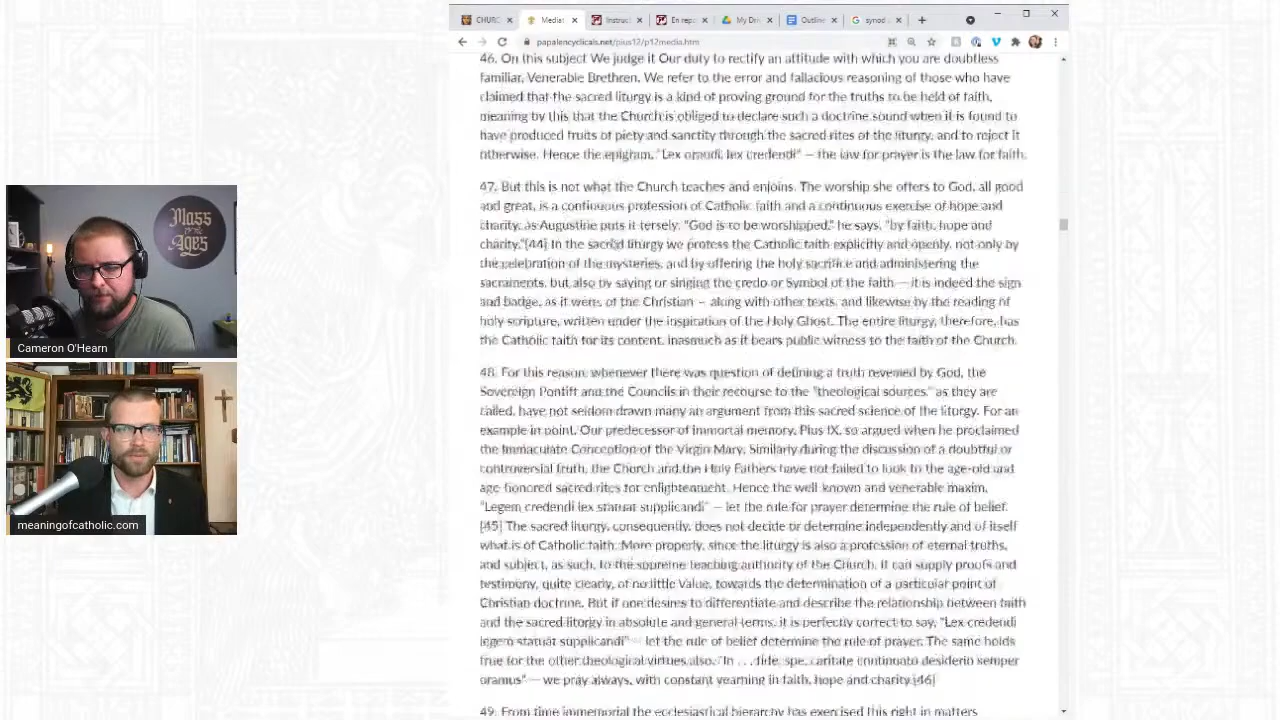 CHURC
Media
Instruc
En rep
My Dri
Outline
synod
papalencyclicals.net/pius12/p12media.htm
46. On this subject We judge it Our duty to rectify an attitude with which you are doubtless
familiar, Venerable Brethren. We refer to the error and fallacious reasoning of those who have
claimed that the sacred liturgy is a kind of proving ground for the truths to be held of faith,
meaning by this that the Church is obliged to declare such a doctrine sound when it is found to
have produced fruits of piety and sanctity through the sacred rites of the liturgy, and to reject it
otherwise. Hence the epigram, "Lex orandi, lex credendi" – the law for prayer is the law for faith.
47. But this is not what the Church teaches and enjoins. The worship she offers to God, all good
and great, is a continuous profession of Catholic faith and a continuous exercise of hope and
charity, as Augustine puts it tersely. "God is to be worshipped," he says, "by faith, hope and
charity."[44] In the sacred liturgy we profess the Catholic faith explicitly and openly, not only by
the celebration of the mysteries, and by offering the holy sacrifice and administering the
sacraments, but also by saying or singing the credo or Symbol of the faith – it is indeed the sign
and badge, as it were, of the Christian – along with other texts, and likewise by the reading of
holy scripture, written under the inspiration of the Holy Ghost. The entire liturgy, therefore, has
the Catholic faith for its content, inasmuch as it bears public witness to the faith of the Church.
48. For this reason, whenever there was question of defining a truth revealed by God, the
Sovereign Pontiff and the Councils in their recourse to the "theological sources," as they are
called, have not seldom drawn many an argument from this sacred science of the liturgy. For an
example in point, Our predecessor of immortal memory, Pius IX, so argued when he proclaimed
the Immaculate Conception of the Virgin Mary. Similarly during the discussion of a doubtful or
controversial truth, the Church and the Holy Fathers have not failed to look to the age-old and
age-honored sacred rites for enlightenment. Hence the well known and venerable maxim,
"Legem credendi lex statuat supplicandi" – let the rule for prayer determine the rule of belief.
[45] The sacred liturgy, consequently, does not decide or determine independently and of itself
what is of Catholic faith. More properly, since the liturgy is also a profession of eternal truths,
and subject, as such, to the supreme teaching authority of the Church, it can supply proofs and
testimony, quite clearly, of no little value, towards the determination of a particular point of
Christian doctrine. But if one desires to differentiate and describe the relationship between faith
and the sacred liturgy in absolute and general terms, it is perfectly correct to say, "Lex credendi
legem statuat supplicandi" – let the rule of belief determine the rule of prayer. The same holds
true for the other theological virtues also, "In . . . fide, spe, caritate continuato desiderio semper
oramus" – we pray always, with constant yearning in faith, hope and charity.[46]
49. From time immemorial the ecclesiastical hierarchy has exercised this right in matters
Mass
of the
Ages
Cameron O'Hearn
meaningofcatholic.com